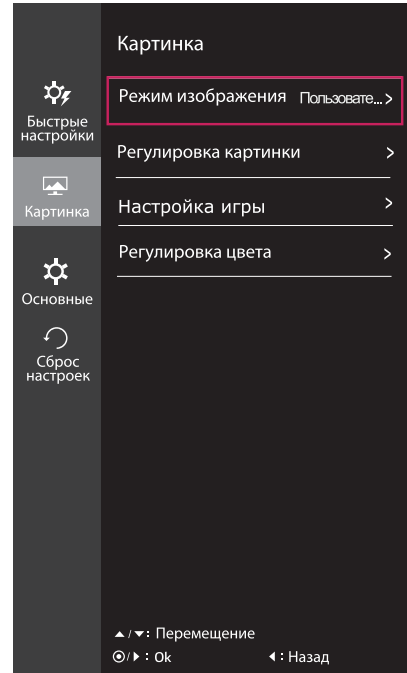 Картинка
Режим изображения Пользовате... >
Быстрые
настройки
Регулировка картинки >
Картинка
Настройка игры >
Регулировка цвета >
Основные
Сброс
настроек
▲/▼: Перемещение
⦿/▶ : Ok ◀ : Назад